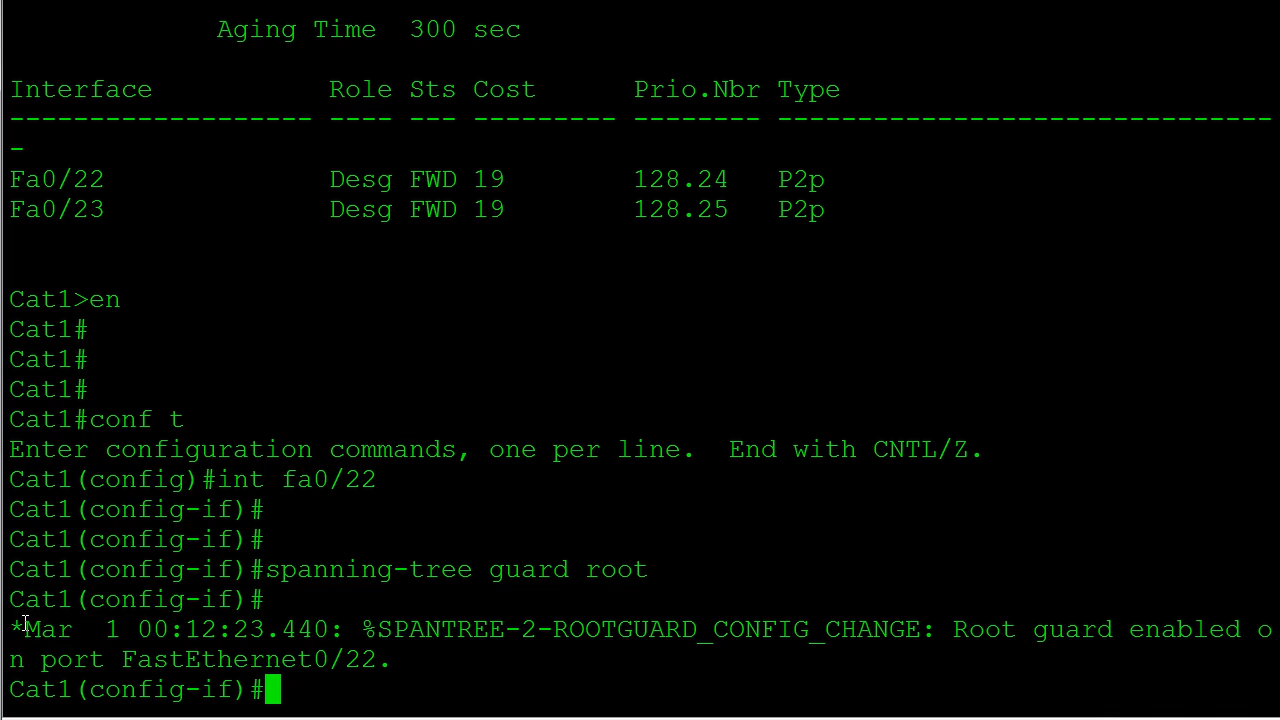 Aging Time  300 sec
Interface           Role Sts Cost      Prio.Nbr Type
------------------- ---- --- --------- -------- -------------------------------
-
Fa0/22              Desg FWD 19        128.24   P2p
Fa0/23              Desg FWD 19        128.25   P2p
Cat1>en
Cat1#
Cat1#
Cat1#
Cat1#conf t
Enter configuration commands, one per line.  End with CNTL/Z.
Cat1(config)#int fa0/22
Cat1(config-if)#
Cat1(config-if)#
Cat1(config-if)#spanning-tree guard root
Cat1(config-if)#
*Mar  1 00:12:23.440: %SPANTREE-2-ROOTGUARD_CONFIG_CHANGE: Root guard enabled o
n port FastEthernet0/22.
Cat1(config-if)#